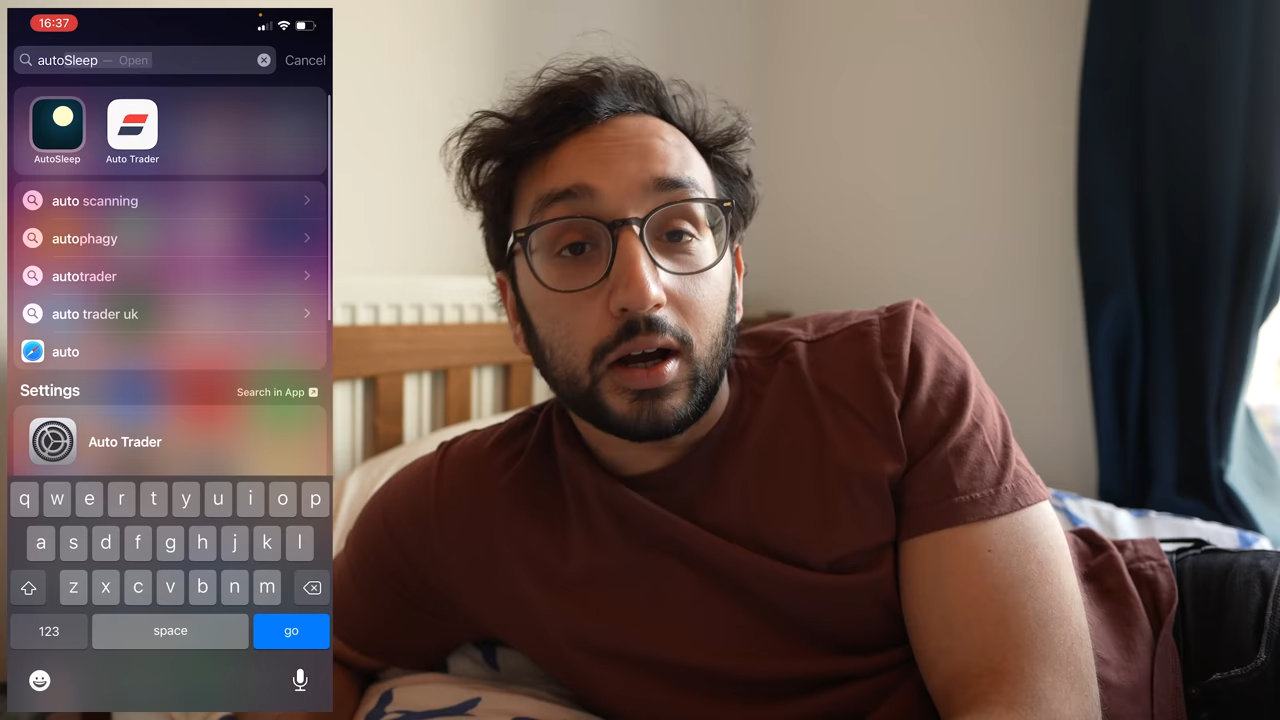 16:37
autoSleep — Open
Cancel
AutoSleep
Auto Trader
auto scanning
autophagy
autotrader
auto trader uk
auto
Settings
Search in App
Auto Trader
q w e r t y u i o p
a s d f g h j k l
z x c v b n m
123
space
go